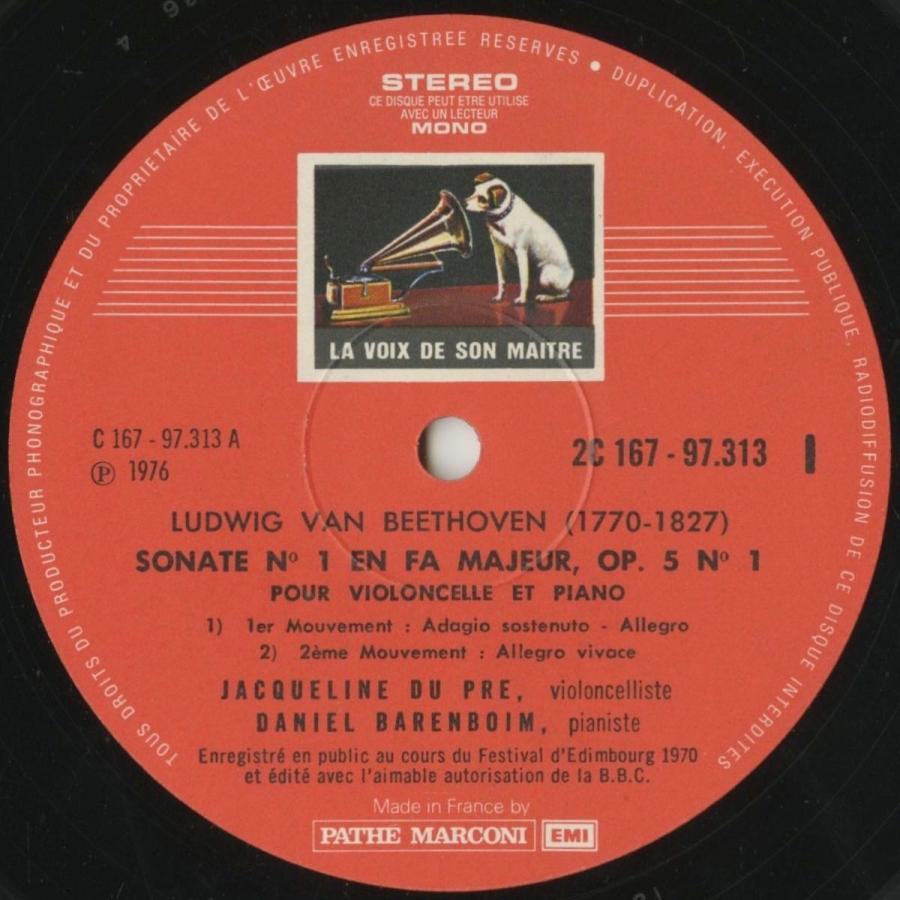 TOUS DROITS DU PRODUCTEUR PHONOGRAPHIQUE ET DU PROPRIETAIRE DE L'ŒUVRE ENREGISTREE RESERVES • DUPLICATION, EXECUTION PUBLIQUE, RADIODIFFUSION DE CE DISQUE INTERDITES
STEREO
CE DISQUE PEUT ETRE UTILISE
AVEC UN LECTEUR
MONO
LA VOIX DE SON MAITRE
C 167 - 97.313 A
℗ 1976
2C 167 - 97.313 I
LUDWIG VAN BEETHOVEN (1770-1827)
SONATE Nº 1 EN FA MAJEUR, OP. 5 Nº 1
POUR VIOLONCELLE ET PIANO
1) 1er Mouvement : Adagio sostenuto - Allegro
2) 2ème Mouvement : Allegro vivace
JACQUELINE DU PRE, violoncelliste
DANIEL BARENBOIM, pianiste
Enregistré en public au cours du Festival d'Edimbourg 1970
et édité avec l'aimable autorisation de la B.B.C.
Made in France by
PATHE MARCONI EMI